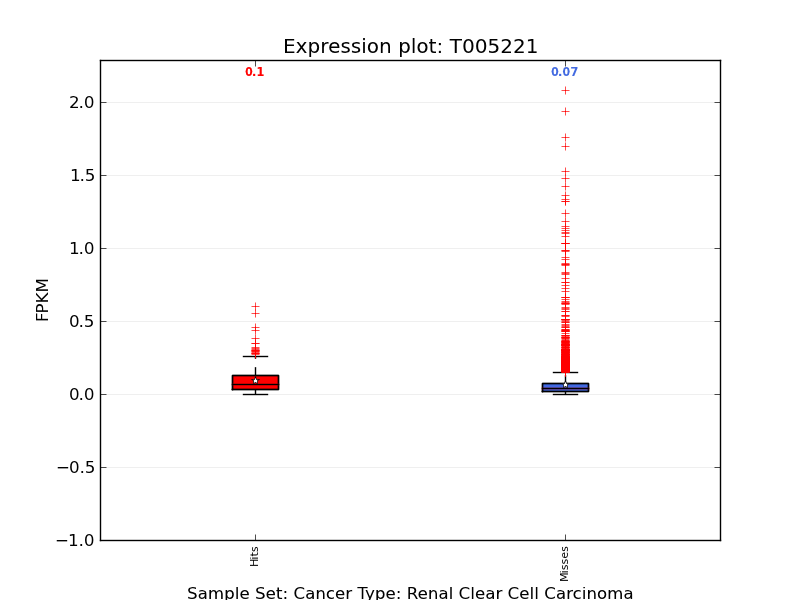 Expression plot: T005221
0.1
0.07
2.0
1.5
1.0
0.5
0.0
−0.5
−1.0
FPKM
Hits
Misses
Sample Set: Cancer Type: Renal Clear Cell Carcinoma